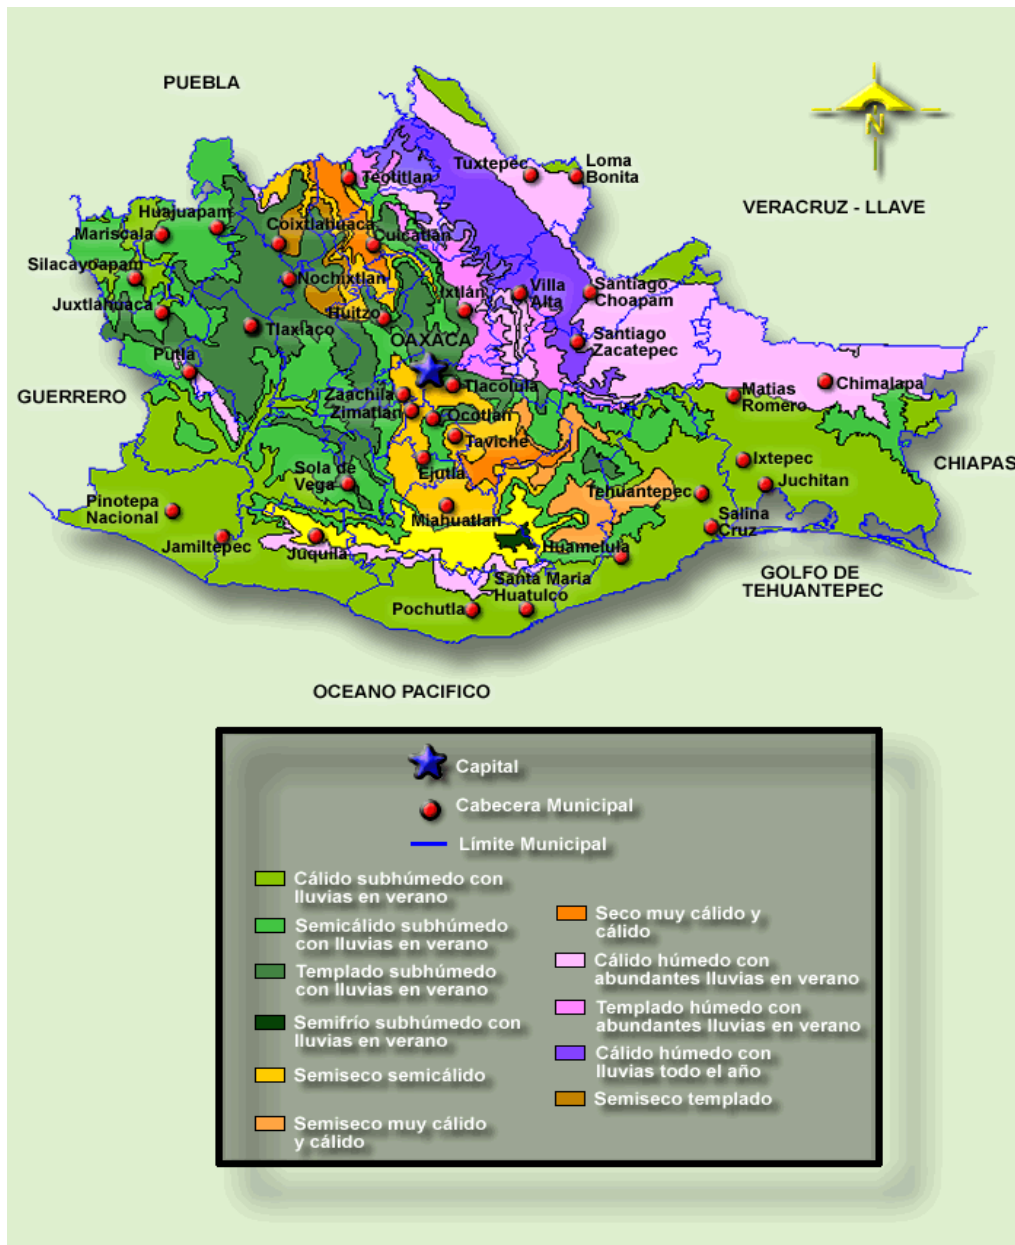 PUEBLA
N
Tuxtepec
Loma
Bonita
Teotitlan
VERACRUZ - LLAVE
Huajuapam
Mariscala
Coixtlahuaca
Cuicatlan
Silacayoapam
Nochixtlan
Ixtlán
Villa
Alta
Santiago
Choapam
Juxtlahuaca
Huitzo
Tlaxiaco
OAXACA
Santiago
Zacatepec
Putla
GUERRERO
Zaachila
Tlacolula
Zimatlan
Ocotlan
Matias
Romero
Chimalapa
Taviche
Ejutla
Sola de
Vega
Ixtepec
CHIAPAS
Juchitan
Tehuantepec
Pinotepa
Nacional
Miahuatlan
Salina
Cruz
Jamiltepec
Juquila
Huamelula
Santa Maria
Huatulco
Pochutla
GOLFO DE
TEHUANTEPEC
OCEANO PACIFICO
Capital
Cabecera Municipal
Límite Municipal
Cálido subhúmedo con
lluvias en verano
Semicálido subhúmedo
con lluvias en verano
Templado subhúmedo
con lluvias en verano
Semifrío subhúmedo con
lluvias en verano
Semiseco semicálido
Semiseco muy cálido
y cálido
Seco muy cálido y
cálido
Cálido húmedo con
abundantes lluvias en verano
Templado húmedo con
abundantes lluvias en verano
Cálido húmedo con
lluvias todo el año
Semiseco templado